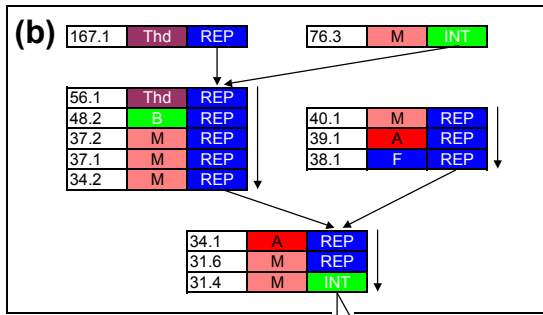 (b)
167.1 Thd REP
76.3 M INT
56.1 Thd REP
48.2 B REP
37.2 M REP
37.1 M REP
34.2 M REP
40.1 M REP
39.1 A REP
38.1 F REP
34.1 A REP
31.6 M REP
31.4 M INT